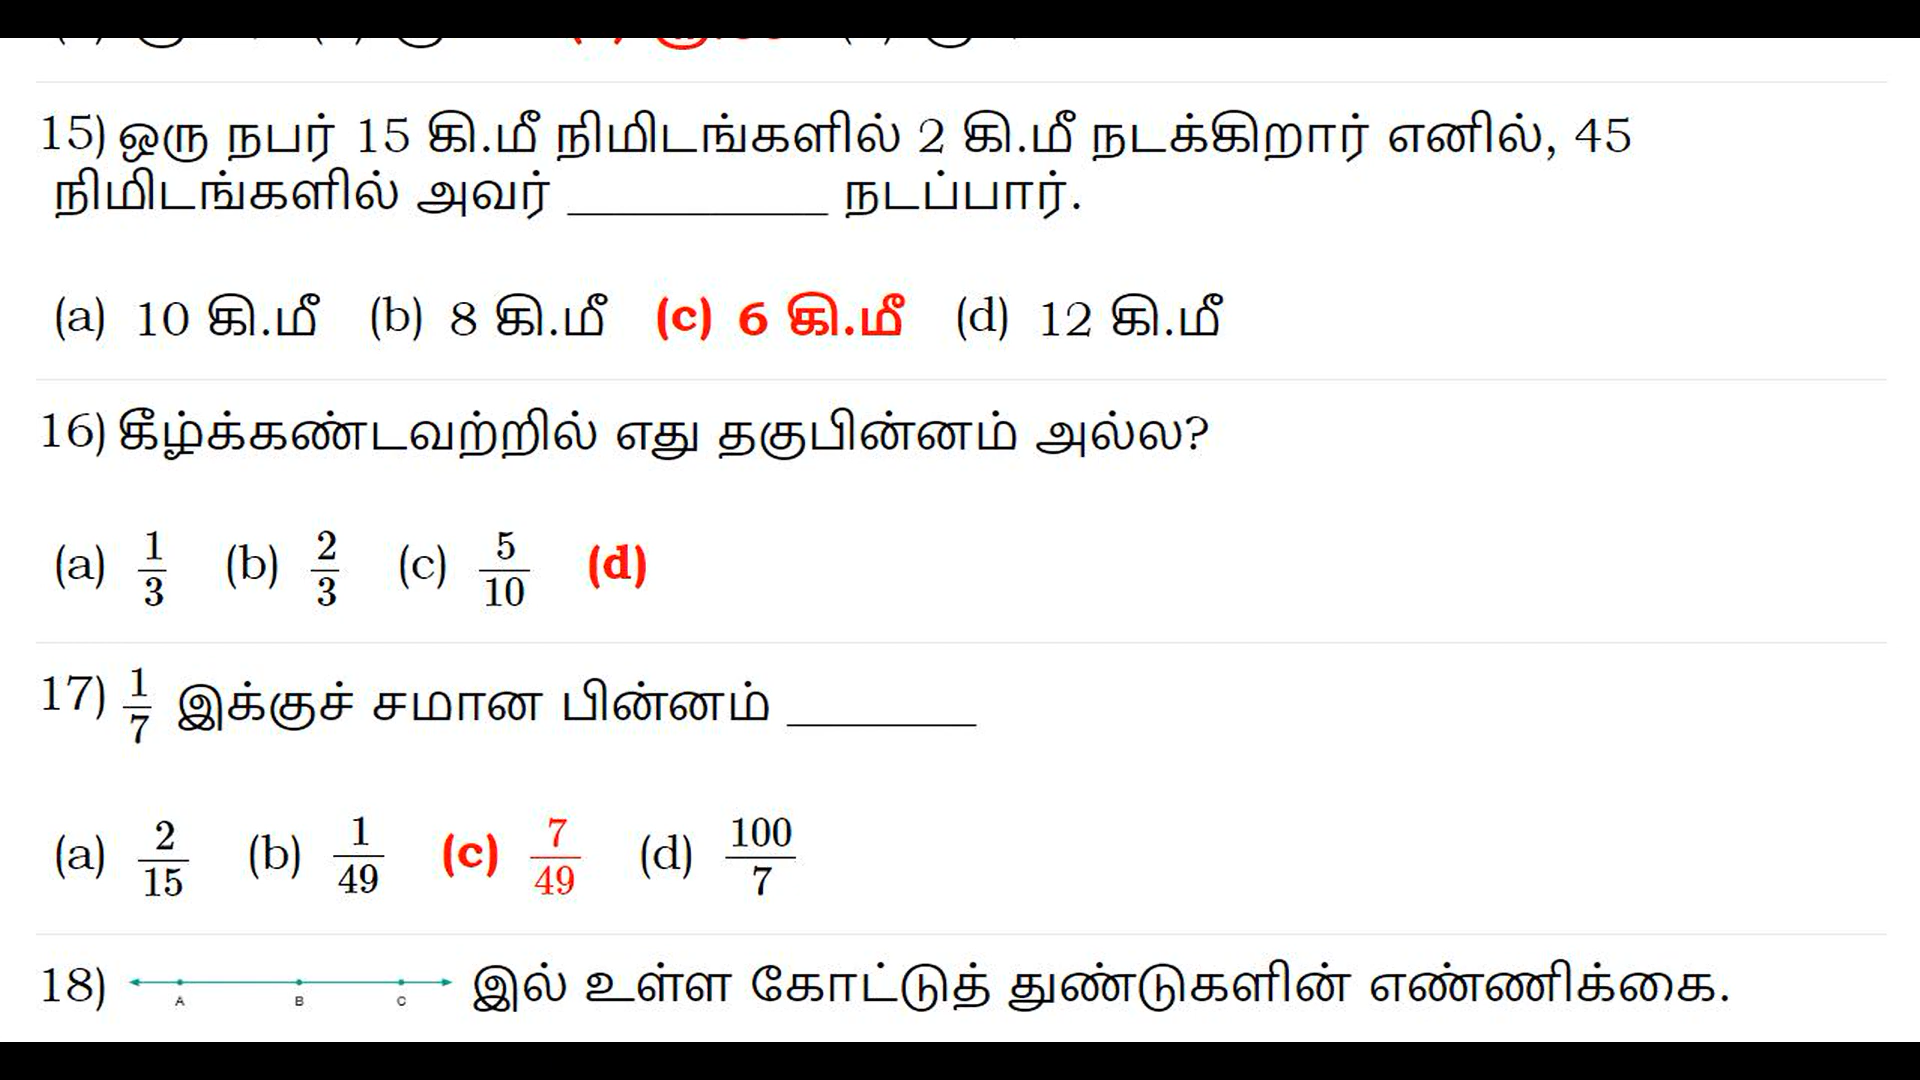 15) ஒரு நபர் 15 கி.மீ நிமிடங்களில் 2 கி.மீ நடக்கிறார் எனில், 45
நிமிடங்களில் அவர் __________ நடப்பார்.
(a) 10 கி.மீ (b) 8 கி.மீ (c) 6 கி.மீ (d) 12 கி.மீ
16) கீழ்க்கண்டவற்றில் எது தகுபின்னம் அல்ல?
(a) 1/3 (b) 2/3 (c) 5/10 (d)
17) 1/7 இக்குச் சமான பின்னம் _______
(a) 2/15 (b) 1/49 (c) 7/49 (d) 100/7
18) A B C இல் உள்ள கோட்டுத் துண்டுகளின் எண்ணிக்கை.